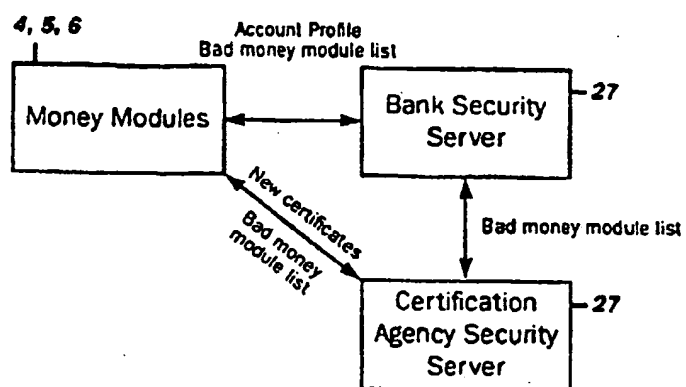 4, 5, 6
Account Profile
Bad money module list
Money Modules
Bank Security
Server
27
New certificates
Bad money
module list
Bad money module list
Certification
Agency Security
Server
27